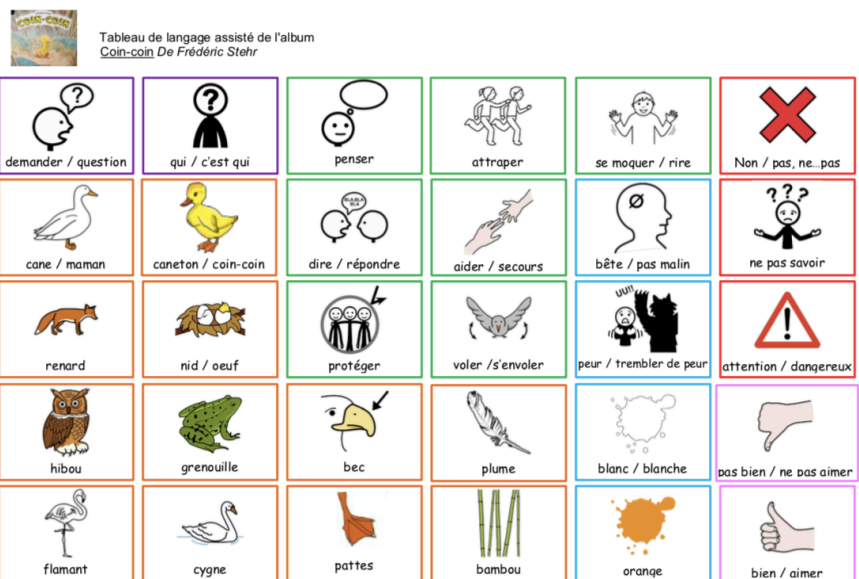 COIN-COIN
Tableau de langage assisté de l'album
Coin-coin De Frédéric Stehr
demander / question
qui / c'est qui
penser
attraper
se moquer / rire
Non / pas, ne...pas
cane / maman
caneton / coin-coin
BLA,BLA
BLA
dire / répondre
aider / secours
bête / pas malin
ne pas savoir
renard
nid / oeuf
protéger
voler /s'envoler
UU!!
peur / trembler de peur
attention / dangereux
hibou
grenouille
bec
plume
blanc / blanche
pas bien / ne pas aimer
flamant
cygne
pattes
bambou
orange
bien / aimer